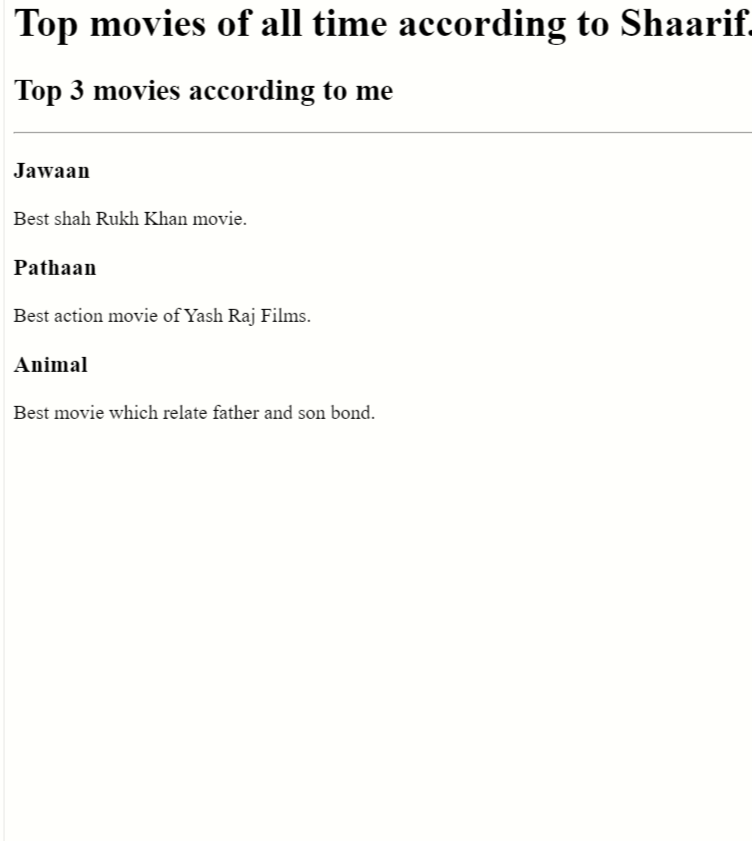 Top movies of all time according to Shaarif.
Top 3 movies according to me
Jawaan
Best shah Rukh Khan movie.
Pathaan
Best action movie of Yash Raj Films.
Animal
Best movie which relate father and son bond.